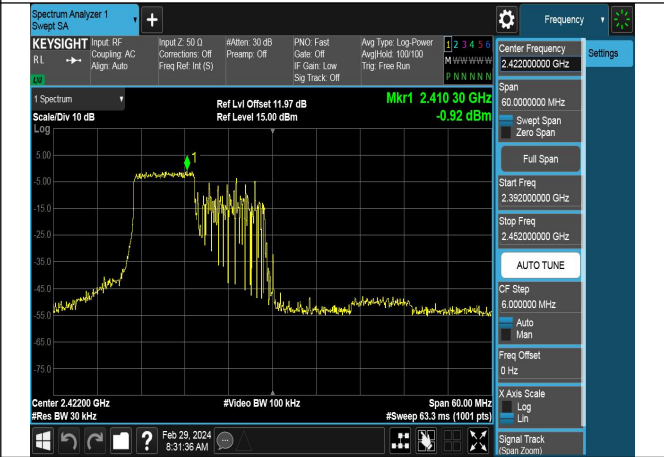 Spectrum Analyzer 1
Swept SA
+
Frequency
KEYSIGHT
RL
Input: RF
Coupling: AC
Align: Auto
Input Z: 50 Ω
Corrections: Off
Freq Ref: Int (S)
#Atten: 30 dB
Preamp: Off
PNO: Fast
Gate: Off
IF Gain: Low
Sig Track: Off
Avg Type: Log-Power
Avg|Hold: 100/100
Trig: Free Run
1 2 3 4 5 6
M W W W W W
P N N N N N
LXI
1 Spectrum
Scale/Div 10 dB
Log
Ref Lvl Offset 11.97 dB
Ref Level 15.00 dBm
Mkr1 2.410 30 GHz
-0.92 dBm
1
5.00
-5.00
-15.0
-25.0
-35.0
-45.0
-55.0
-65.0
-75.0
Center 2.42200 GHz
#Res BW 30 kHz
#Video BW 100 kHz
Span 60.00 MHz
#Sweep 63.3 ms (1001 pts)
?
Feb 29, 2024
8:31:36 AM
Center Frequency
2.422000000 GHz
Settings
Span
60.0000000 MHz
Swept Span
Zero Span
Full Span
Start Freq
2.392000000 GHz
Stop Freq
2.452000000 GHz
AUTO TUNE
CF Step
6.000000 MHz
Auto
Man
Freq Offset
0 Hz
X Axis Scale
Log
Lin
Signal Track
(Span Zoom)